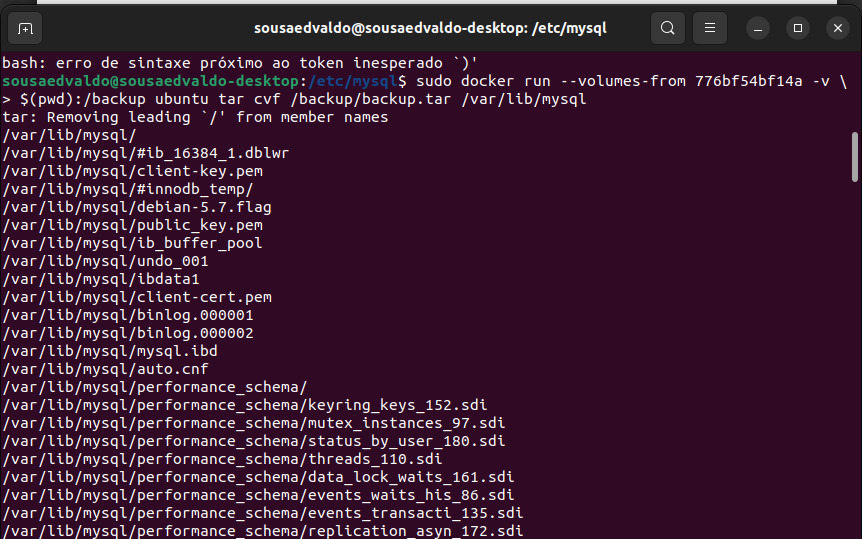 sousaedvaldo@sousaedvaldo-desktop: /etc/mysql
bash: erro de sintaxe próximo ao token inesperado `)'
sousaedvaldo@sousaedvaldo-desktop:/etc/mysql$ sudo docker run --volumes-from 776bf54bf14a -v \
> $(pwd):/backup ubuntu tar cvf /backup/backup.tar /var/lib/mysql
tar: Removing leading `/' from member names
/var/lib/mysql/
/var/lib/mysql/#ib_16384_1.dblwr
/var/lib/mysql/client-key.pem
/var/lib/mysql/#innodb_temp/
/var/lib/mysql/debian-5.7.flag
/var/lib/mysql/public_key.pem
/var/lib/mysql/ib_buffer_pool
/var/lib/mysql/undo_001
/var/lib/mysql/ibdata1
/var/lib/mysql/client-cert.pem
/var/lib/mysql/binlog.000001
/var/lib/mysql/binlog.000002
/var/lib/mysql/mysql.ibd
/var/lib/mysql/auto.cnf
/var/lib/mysql/performance_schema/
/var/lib/mysql/performance_schema/keyring_keys_152.sdi
/var/lib/mysql/performance_schema/mutex_instances_97.sdi
/var/lib/mysql/performance_schema/status_by_user_180.sdi
/var/lib/mysql/performance_schema/threads_110.sdi
/var/lib/mysql/performance_schema/data_lock_waits_161.sdi
/var/lib/mysql/performance_schema/events_waits_his_86.sdi
/var/lib/mysql/performance_schema/events_transacti_135.sdi
/var/lib/mysql/performance_schema/replication_asyn_172.sdi